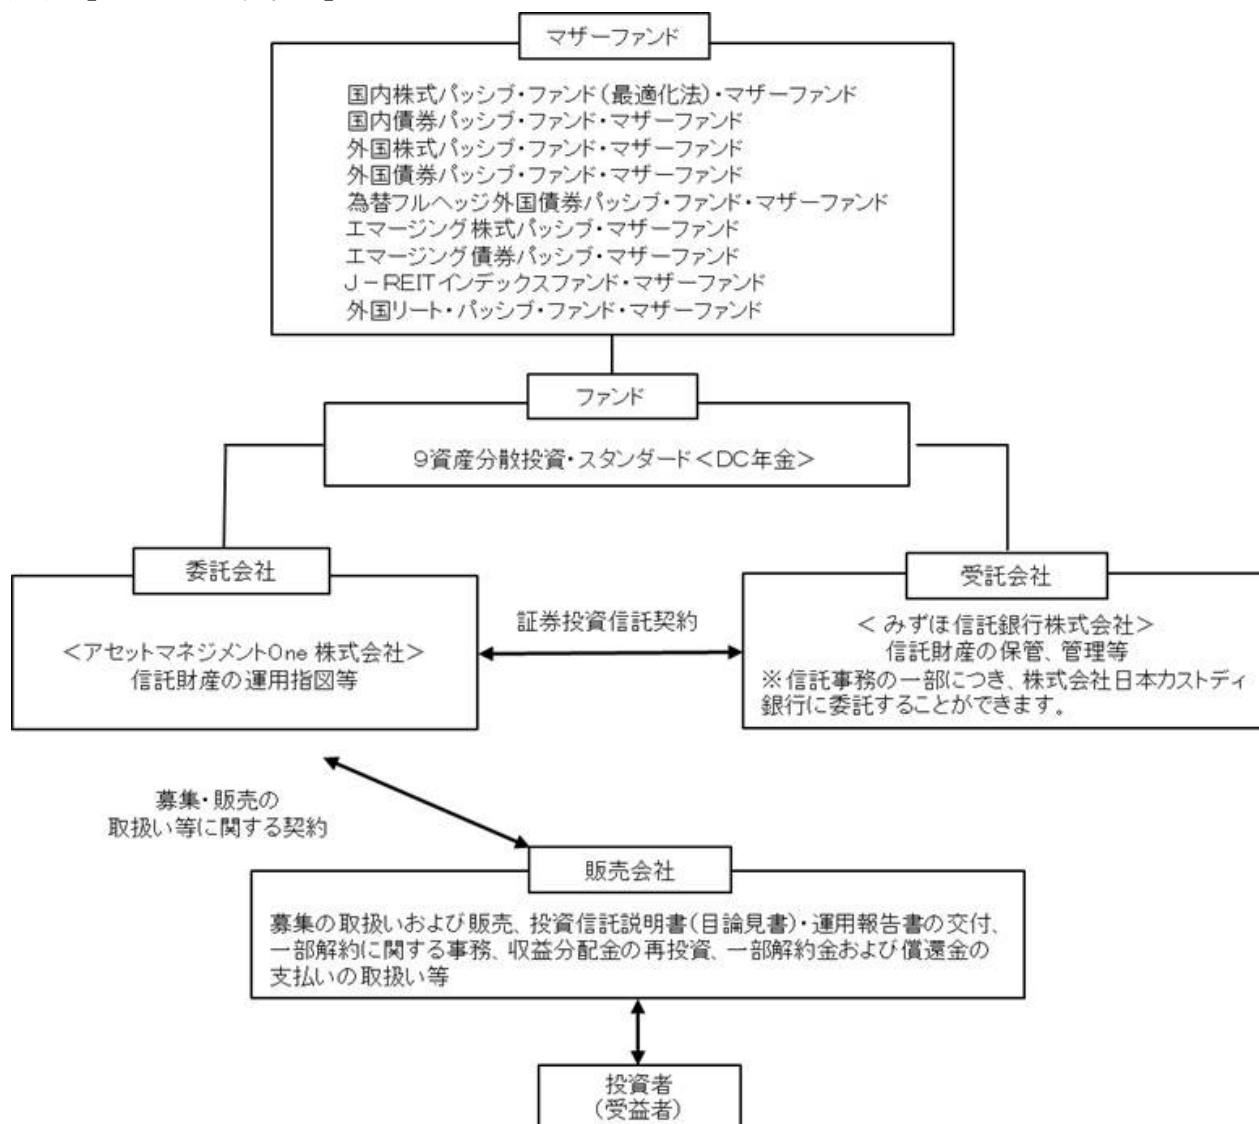 マザーファンド
国内株式パッシブ・ファンド(最適化法)・マザーファンド
国内債券パッシブ・ファンド・マザーファンド
外国株式パッシブ・ファンド・マザーファンド
外国債券パッシブ・ファンド・マザーファンド
為替フルヘッジ外国債券パッシブ・ファンド・マザーファンド
エマージング株式パッシブ・マザーファンド
エマージング債券パッシブ・マザーファンド
J-REITインデックスファンド・マザーファンド
外国リート・パッシブ・ファンド・マザーファンド
ファンド
9資産分散投資・スタンダード<DC年金>
委託会社
<アセットマネジメントOne 株式会社>
信託財産の運用指図等
証券投資信託契約
受託会社
< みずほ信託銀行株式会社>
信託財産の保管、管理等
※信託事務の一部につき、株式会社日本カストディ
銀行に委託することができます。
募集・販売の
取扱い等に関する契約
販売会社
募集の取扱いおよび販売、投資信託説明書(目論見書)・運用報告書の交付、
一部解約に関する事務、収益分配金の再投資、一部解約金および償還金の
支払いの取扱い等
投資者
(受益者)